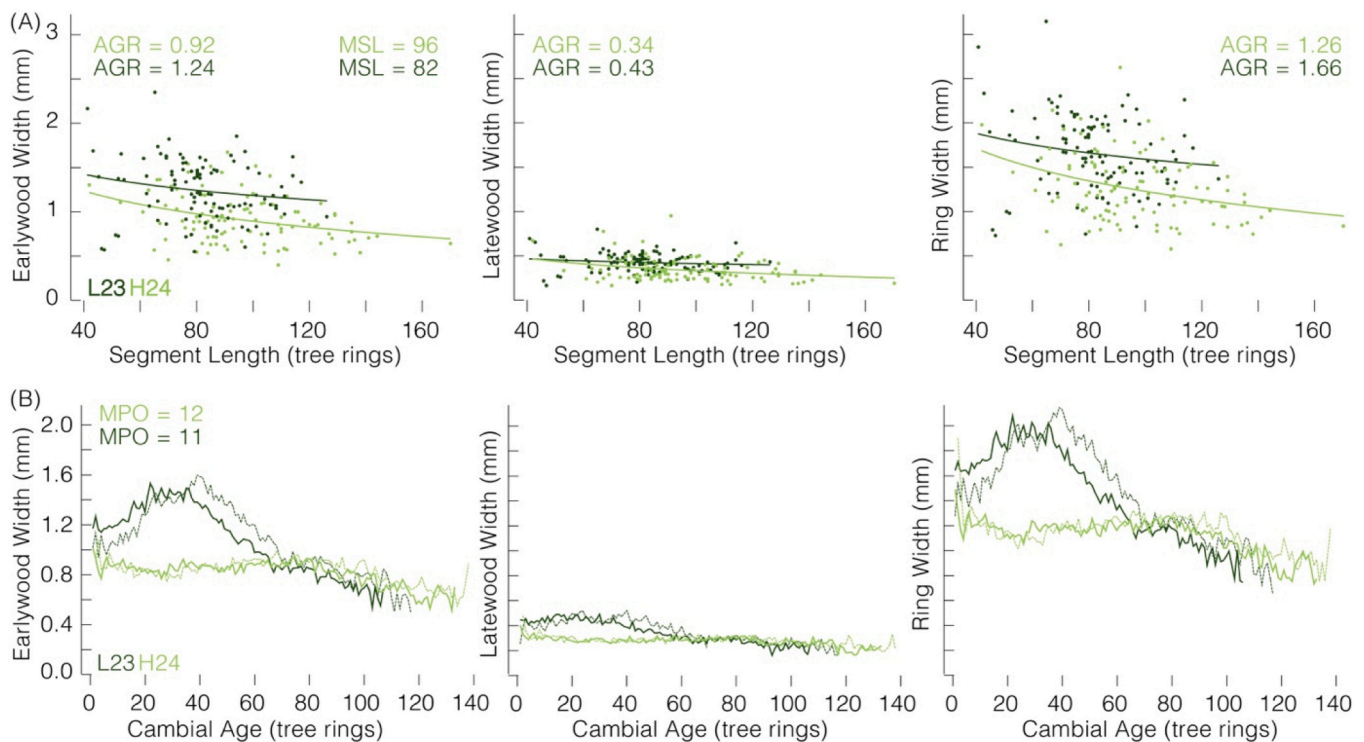 (A)
3
2
1
0
Earlywood Width (mm)
AGR = 0.92
AGR = 1.24
MSL = 96
MSL = 82
L23 H24
40 80 120 160
Segment Length (tree rings)
Latewood Width (mm)
AGR = 0.34
AGR = 0.43
40 80 120 160
Segment Length (tree rings)
Ring Width (mm)
AGR = 1.26
AGR = 1.66
40 80 120 160
Segment Length (tree rings)
(B)
2.0
1.6
1.2
0.8
0.4
0.0
Earlywood Width (mm)
MPO = 12
MPO = 11
L23 H24
0 20 40 60 80 100 120 140
Cambial Age (tree rings)
Latewood Width (mm)
0 20 40 60 80 100 120 140
Cambial Age (tree rings)
Ring Width (mm)
0 20 40 60 80 100 120 140
Cambial Age (tree rings)